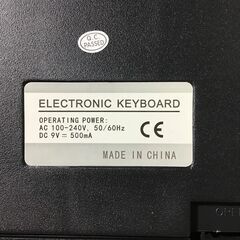 Q.C.
PASSED
ELECTRONIC KEYBOARD
OPERATING POWER:
AC 100-240V, 50/60Hz
DC 9V = 500mA
CE
MADE IN CHINA